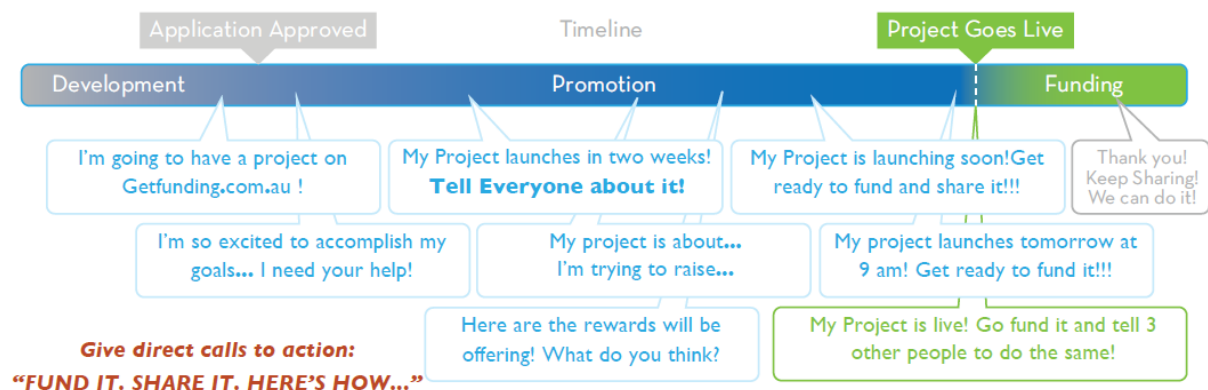 Application Approved
Timeline
Project Goes Live
Development
Promotion
Funding
I'm going to have a project on
Getfunding.com.au !
My Project launches in two weeks!
Tell Everyone about it!
My Project is launching soon!Get
ready to fund and share it!!!
Thank you!
Keep Sharing!
We can do it!
I'm so excited to accomplish my
goals... I need your help!
My project is about...
I'm trying to raise...
My project launches tomorrow at
9 am! Get ready to fund it!!!
Here are the rewards will be
offering! What do you think?
My Project is live! Go fund it and tell 3
other people to do the same!
Give direct calls to action:
"FUND IT. SHARE IT. HERE'S HOW..."